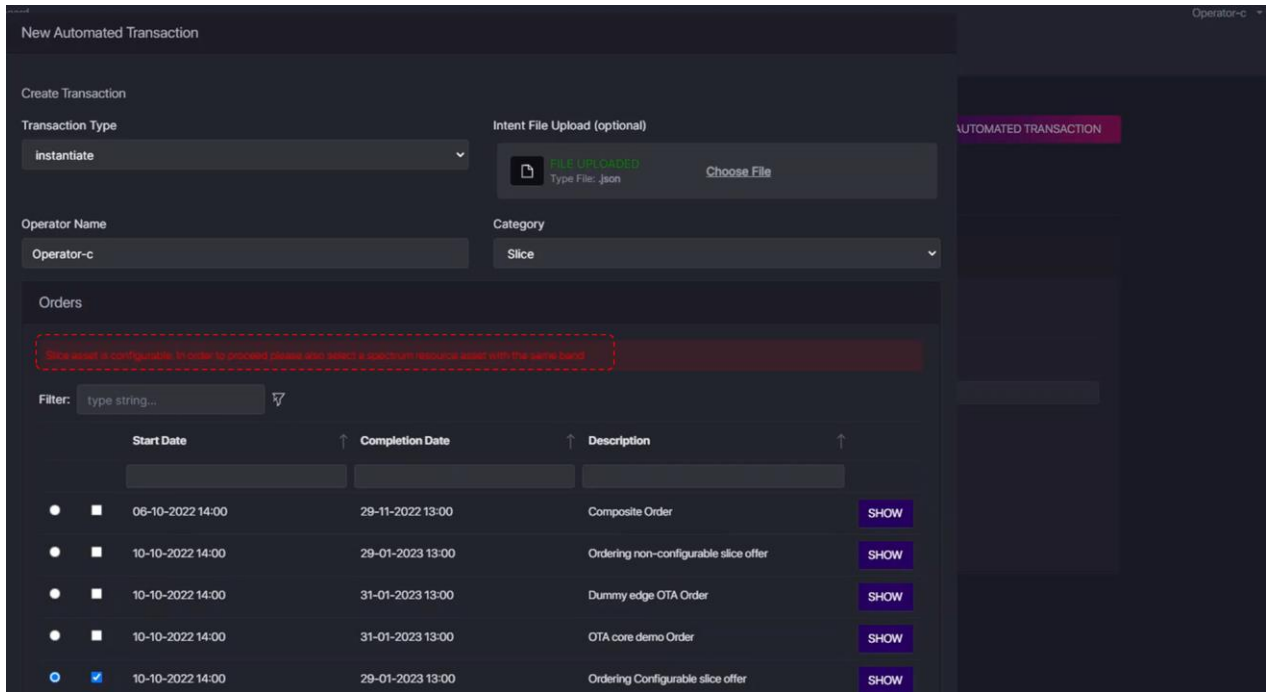 Operator-c
New Automated Transaction
Create Transaction
Transaction Type
Intent File Upload (optional)
AUTOMATED TRANSACTION
instantiate
FILE UPLOADED
Type File: .json
Choose File
Operator Name
Category
Operator-c
Slice
Orders
Slice asset is configurable. In order to proceed please also select a spectrum resource asset with the same band
Filter: type string...
Start Date Completion Date Description
06-10-2022 14:00 29-11-2022 13:00 Composite Order SHOW
10-10-2022 14:00 29-01-2023 13:00 Ordering non-configurable slice offer SHOW
10-10-2022 14:00 31-01-2023 13:00 Dummy edge OTA Order SHOW
10-10-2022 14:00 31-01-2023 13:00 OTA core demo Order SHOW
10-10-2022 14:00 29-01-2023 13:00 Ordering Configurable slice offer SHOW